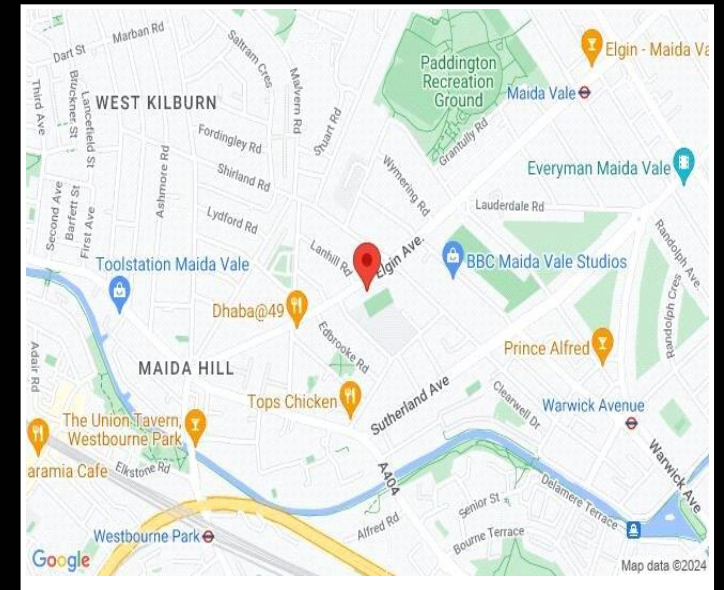 Marban Rd
Dart St
Saltram Cres
Malvern Rd
Paddington
Recreation
Ground
Elgin - Maida Va
Maida Vale
Third Ave
Bruckner St
Lancefield St
WEST KILBURN
Fordingley Rd
Stuart Rd
Grantully Rd
Wymering Rd
Everyman Maida Vale
Ashmore Rd
Shirland Rd
Second Ave
Barfett St
First Ave
Lydford Rd
Lauderdale Rd
Randolph Ave
Randolph Cres
Lanhill Rd
Elgin Ave.
BBC Maida Vale Studios
Toolstation Maida Vale
Dhaba@49
Edbrooke Rd
Prince Alfred
Adair Rd
MAIDA HILL
Tops Chicken
Sutherland Ave
Clearwell Dr
Warwick Avenue
The Union Tavern,
Westbourne Park
Warwick Ave
aramia Cafe
Elkstone Rd
A404
Senior St
Delamere Terrace
Alfred Rd
Bourne Terrace
Westbourne Park
Google
Map data ©2024